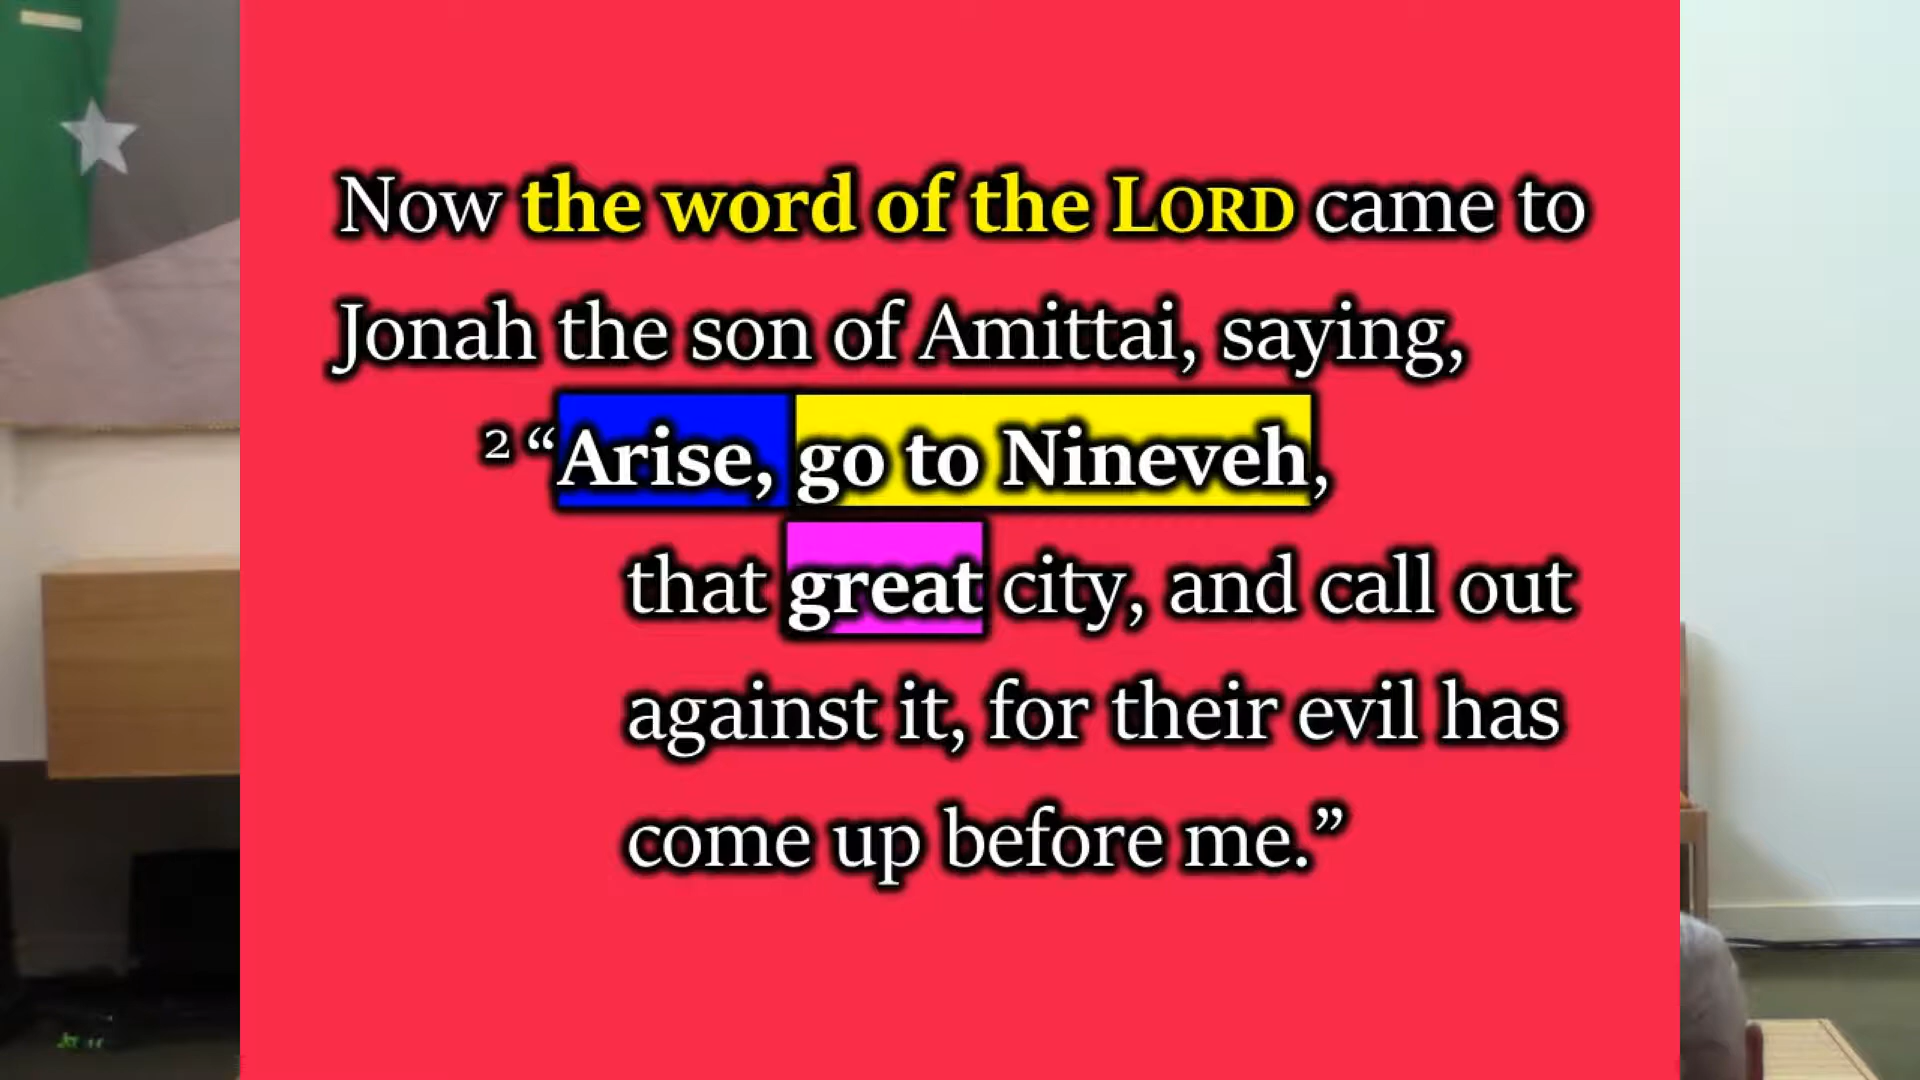 Now the word of the LORD came to
Jonah the son of Amittai, saying,
2 “Arise, go to Nineveh,
that great city, and call out
against it, for their evil has
come up before me.”